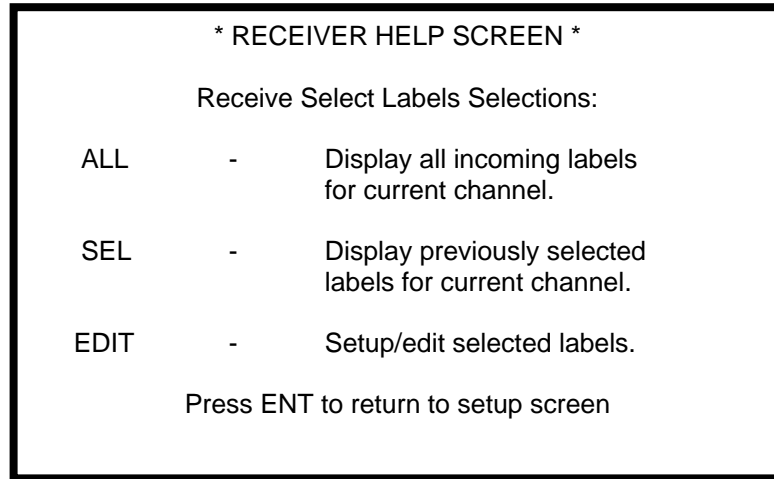 * RECEIVER HELP SCREEN *
Receive Select Labels Selections:
ALL - Display all incoming labels
for current channel.
SEL - Display previously selected
labels for current channel.
EDIT - Setup/edit selected labels.
Press ENT to return to setup screen